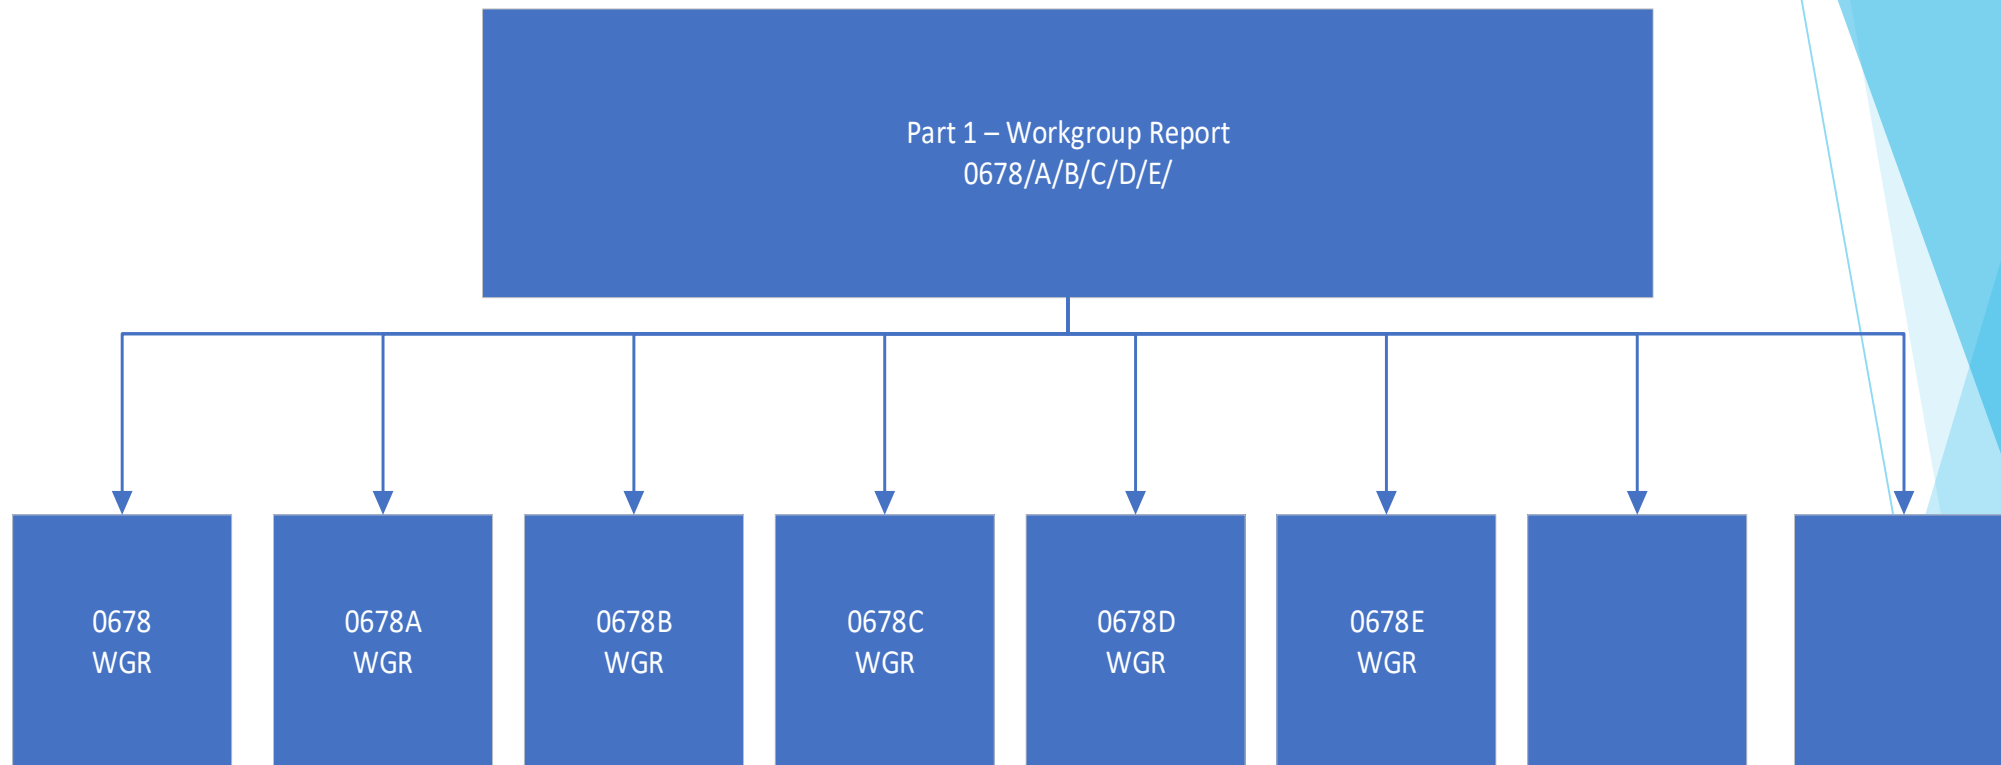 Part 1 – Workgroup Report
0678/A/B/C/D/E/
0678
WGR
0678A
WGR
0678B
WGR
0678C
WGR
0678D
WGR
0678E
WGR